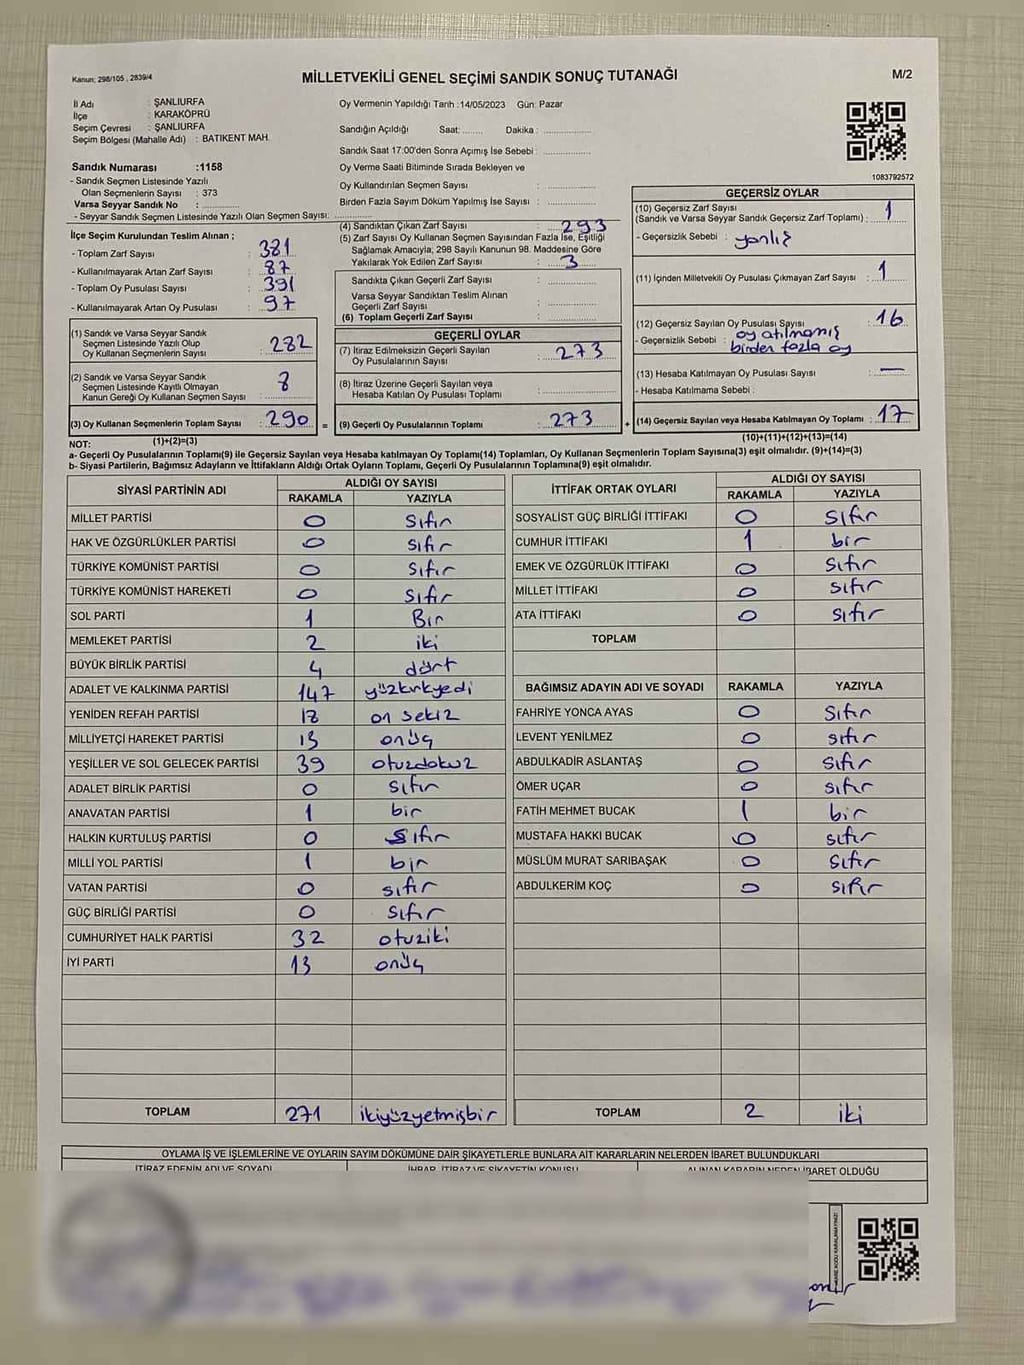 Kanun; 298/105 , 2839/4
MİLLETVEKİLİ GENEL SEÇİMİ SANDIK SONUÇ TUTANAĞI
M/2
İl Adı : ŞANLIURFA
İlçe : KARAKÖPRÜ
Seçim Çevresi : ŞANLIURFA
Seçim Bölgesi (Mahalle Adı) : BATIKENT MAH.
Sandık Numarası :1158
- Sandık Seçmen Listesinde Yazılı
Olan Seçmenlerin Sayısı : 373
Varsa Seyyar Sandık No :
- Seyyar Sandık Seçmen Listesinde Yazılı Olan Seçmen Sayısı:
Oy Vermenin Yapıldığı Tarih :14/05/2023 Gün: Pazar
Sandığın Açıldığı Saat: Dakika :
Sandık Saat 17:00'den Sonra Açımış İse Sebebi :
Oy Verme Saati Bitiminde Sırada Bekleyen ve
Oy Kullandırılan Seçmen Sayısı :
Birden Fazla Sayım Döküm Yapılmış İse Sayısı :
1083792572
İlçe Seçim Kurulundan Teslim Alınan ;
- Toplam Zarf Sayısı : 381
- Kullanılmayarak Artan Zarf Sayısı : 87
- Toplam Oy Pusulası Sayısı : 391
- Kullanılmayarak Artan Oy Pusulası : 97
(1) Sandık ve Varsa Seyyar Sandık
Seçmen Listesinde Yazılı Olup
Oy Kullanan Seçmenlerin Sayısı : 282
(2) Sandık ve Varsa Seyyar Sandık
Seçmen Listesinde Kayıtlı Olmayan
Kanun Gereği Oy Kullanan Seçmen Sayısı : 8
(3) Oy Kullanan Seçmenlerin Toplam Sayısı : 290
(4) Sandıktan Çıkan Zarf Sayısı : 293
(5) Zarf Sayısı Oy Kullanan Seçmen Sayısından Fazla İse, Eşitliği
Sağlamak Amacıyla; 298 Sayılı Kanunun 98. Maddesine Göre
Yakılarak Yok Edilen Zarf Sayısı : 3
Sandıkta Çıkan Geçerli Zarf Sayısı :
Varsa Seyyar Sandıktan Teslim Alınan
Geçerli Zarf Sayısı :
(6) Toplam Geçerli Zarf Sayısı :
GEÇERLİ OYLAR
(7) İtiraz Edilmeksizin Geçerli Sayılan
Oy Pusulalarının Sayısı : 273
(8) İtiraz Üzerine Geçerli Sayılan veya
Hesaba Katılan Oy Pusulası Toplamı :
= (9) Geçerli Oy Pusulalarının Toplamı : 273 +
GEÇERSİZ OYLAR
(10) Geçersiz Zarf Sayısı
(Sandık ve Varsa Seyyar Sandık Geçersiz Zarf Toplamı) : 1
- Geçersizlik Sebebi : yanlış
(11) İçinden Milletvekili Oy Pusulası Çıkmayan Zarf Sayısı : 1
(12) Geçersiz Sayılan Oy Pusulası Sayısı : 16
- Geçersizlik Sebebi : oy atılmamış
birden fazla oy
(13) Hesaba Katılmayan Oy Pusulası Sayısı : —
- Hesaba Katılmama Sebebi :
(14) Geçersiz Sayılan veya Hesaba Katılmayan Oy Toplamı : 17
NOT: (1)+(2)=(3) (10)+(11)+(12)+(13)=(14)
a- Geçerli Oy Pusulalarının Toplamı(9) ile Geçersiz Sayılan veya Hesaba katılmayan Oy Toplamı(14) Toplamları, Oy Kullanan Seçmenlerin Toplam Sayısına(3) eşit olmalıdır. (9)+(14)=(3)
b- Siyasi Partilerin, Bağımsız Adayların ve İttifakların Aldığı Ortak Oyların Toplamı, Geçerli Oy Pusulalarının Toplamına(9) eşit olmalıdır.
SİYASİ PARTİNİN ADI ALDIĞI OY SAYISI
RAKAMLA YAZIYLA
MİLLET PARTİSİ 0 sıfır
HAK VE ÖZGÜRLÜKLER PARTİSİ 0 sıfır
TÜRKİYE KOMÜNİST PARTİSİ 0 sıfır
TÜRKİYE KOMÜNİST HAREKETİ 0 sıfır
SOL PARTİ 1 Bir
MEMLEKET PARTİSİ 2 iki
BÜYÜK BİRLİK PARTİSİ 4 dört
ADALET VE KALKINMA PARTİSİ 147 yüzkırkyedi
YENİDEN REFAH PARTİSİ 18 on sekiz
MİLLİYETÇİ HAREKET PARTİSİ 13 onüç
YEŞİLLER VE SOL GELECEK PARTİSİ 39 otuzdokuz
ADALET BİRLİK PARTİSİ 0 sıfır
ANAVATAN PARTİSİ 1 bir
HALKIN KURTULUŞ PARTİSİ 0 sıfır
MİLLİ YOL PARTİSİ 1 bir
VATAN PARTİSİ 0 sıfır
GÜÇ BİRLİĞİ PARTİSİ 0 sıfır
CUMHURİYET HALK PARTİSİ 32 otuziki
İYİ PARTİ 13 onüç
TOPLAM 271 ikiyüzyetmişbir
İTTİFAK ORTAK OYLARI ALDIĞI OY SAYISI
RAKAMLA YAZIYLA
SOSYALİST GÜÇ BİRLİĞİ İTTİFAKI 0 sıfır
CUMHUR İTTİFAKI 1 bir
EMEK VE ÖZGÜRLÜK İTTİFAKI 0 sıfır
MİLLET İTTİFAKI 0 sıfır
ATA İTTİFAKI 0 sıfır
TOPLAM
BAĞIMSIZ ADAYIN ADI VE SOYADI RAKAMLA YAZIYLA
FAHRİYE YONCA AYAS 0 sıfır
LEVENT YENİLMEZ 0 sıfır
ABDULKADİR ASLANTAŞ 0 sıfır
ÖMER UÇAR 0 sıfır
FATİH MEHMET BUCAK 1 bir
MUSTAFA HAKKI BUCAK 0 sıfır
MÜSLÜM MURAT SARIBAŞAK 0 sıfır
ABDULKERİM KOÇ 0 sıfır
TOPLAM 2 iki
OYLAMA İŞ VE İŞLEMLERİNE VE OYLARIN SAYIM DÖKÜMÜNE DAİR ŞİKAYETLERLE BUNLARA AİT KARARLARIN NELERDEN İBARET BULUNDUKLARI
İTİRAZ EDENİN ADI VE SOYADI İHBAR, İTİRAZ VE ŞİKAYETİN KONUSU ALINAN KARARIN NEDEN İBARET OLDUĞU